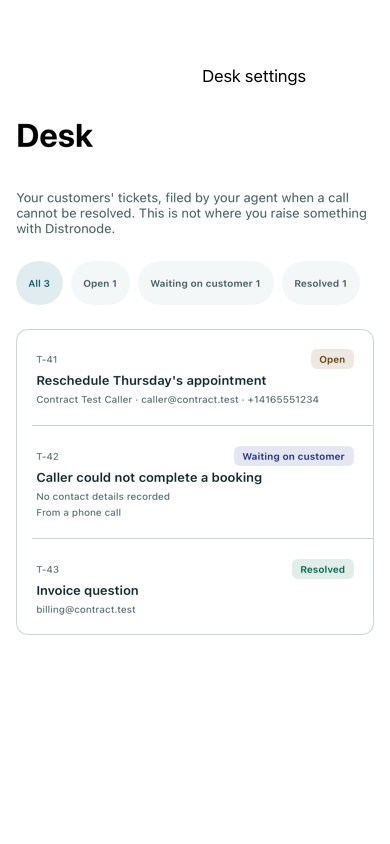 Desk settings
Desk
Your customers' tickets, filed by your agent when a call
cannot be resolved. This is not where you raise something
with Distronode.
All 3
Open 1
Waiting on customer 1
Resolved 1
T-41
Open
Reschedule Thursday's appointment
Contract Test Caller · caller@contract.test · +14165551234
T-42
Waiting on customer
Caller could not complete a booking
No contact details recorded
From a phone call
T-43
Resolved
Invoice question
billing@contract.test